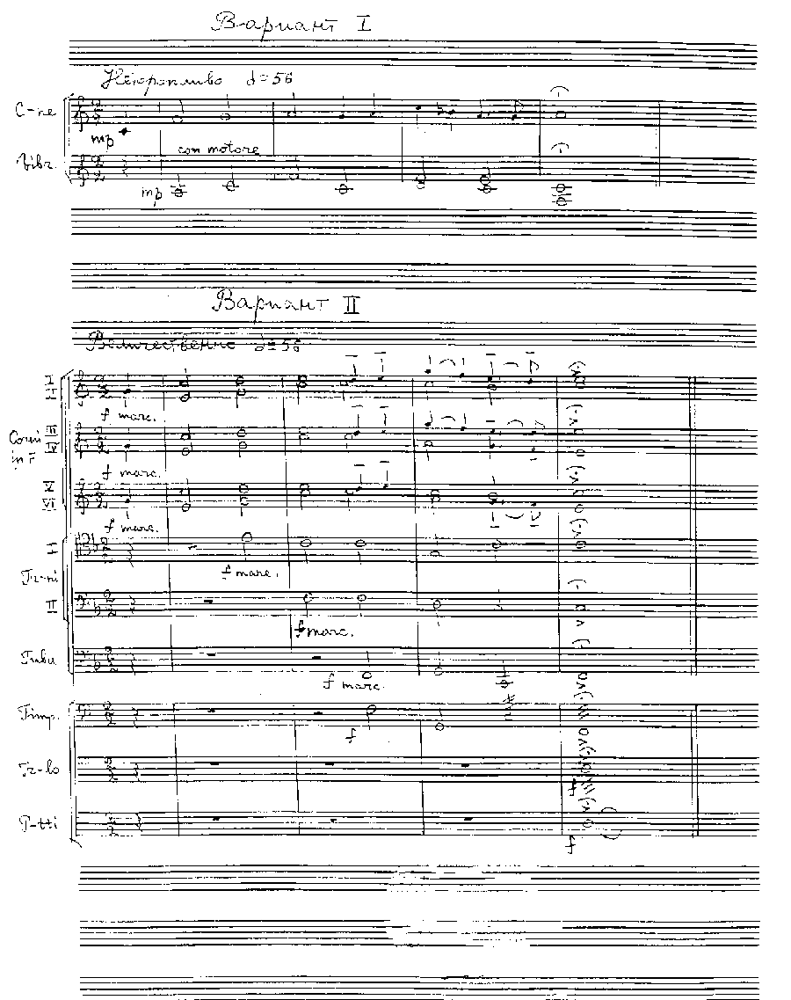 Вариант I
Неторопливо 𝅗𝅥=56
C-ne
mp
con motore
Vibr.
mp
Вариант II
Величественно 𝅗𝅥=56
I
II
f marc.
Corni in F
III
IV
f marc.
V
VI
f marc.
I
f marc.
Tr-ni
II
f marc.
Tuba
f marc.
Timp.
f
Tr-lo
f
P-tti
f